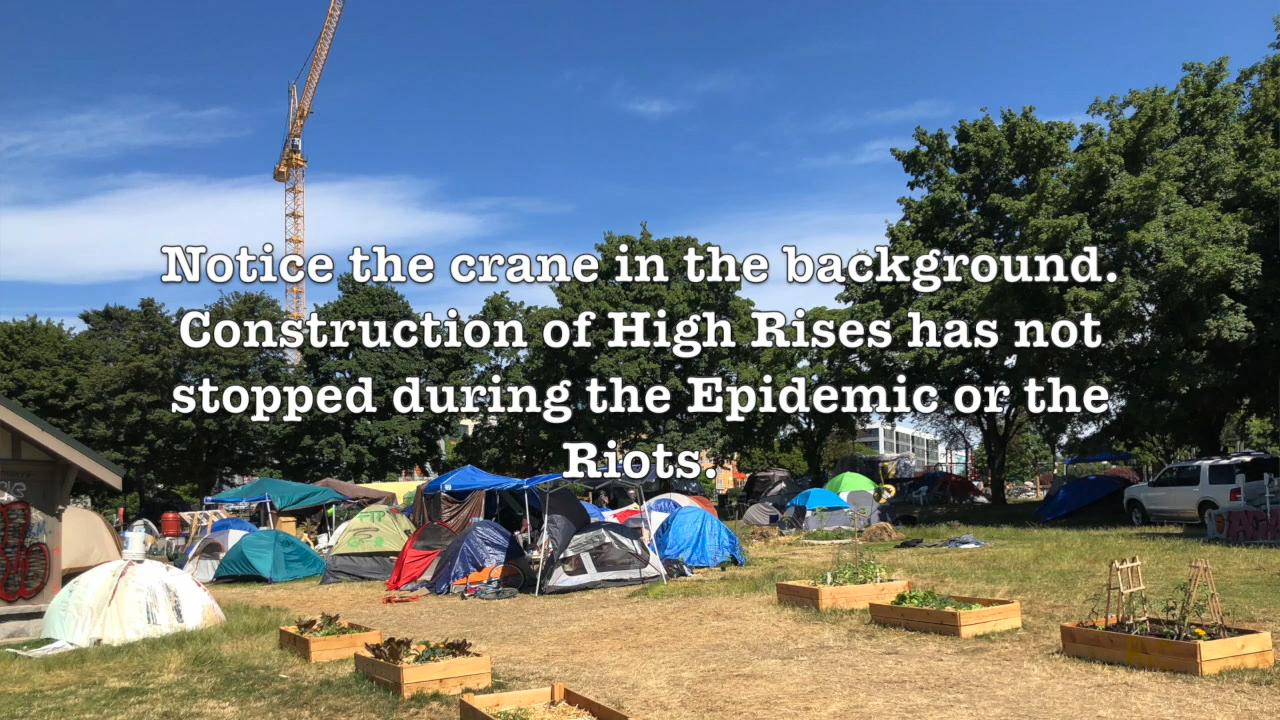 Notice the crane in the background.
Construction of High Rises has not
stopped during the Epidemic or the
Riots.